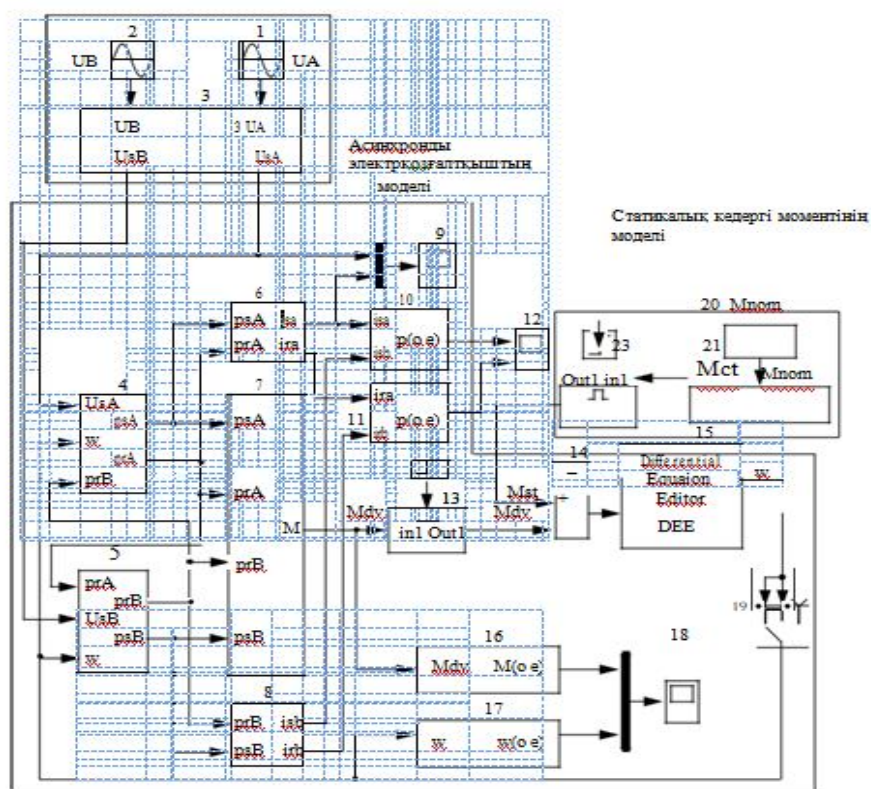 2
1
UB
UA
3
UB 3 UA
UsB UsA
Асинхронды
электрқозғалтқыштың
моделі
Статикалық кедергі моментінің
моделі
9
6
10
12
20 Mnom
psA isa
prA ira
isa
isb
p(o.e)
23
21
Mct
Mnom
Out1 in1
4
7
UsA
psA
w
prA
prB
psA
prA
11
ira
p(o.e)
15
14
Differential
Equaion
Editor
DEE
w
−
+
Mst
Mdv
13
M
Mdv
in1 Out1
5
prA
prB
UsB
psB
w
prB
psB
19
16
18
Mdv M(o e)
8
17
prB isb
psB irb
w w(o e)